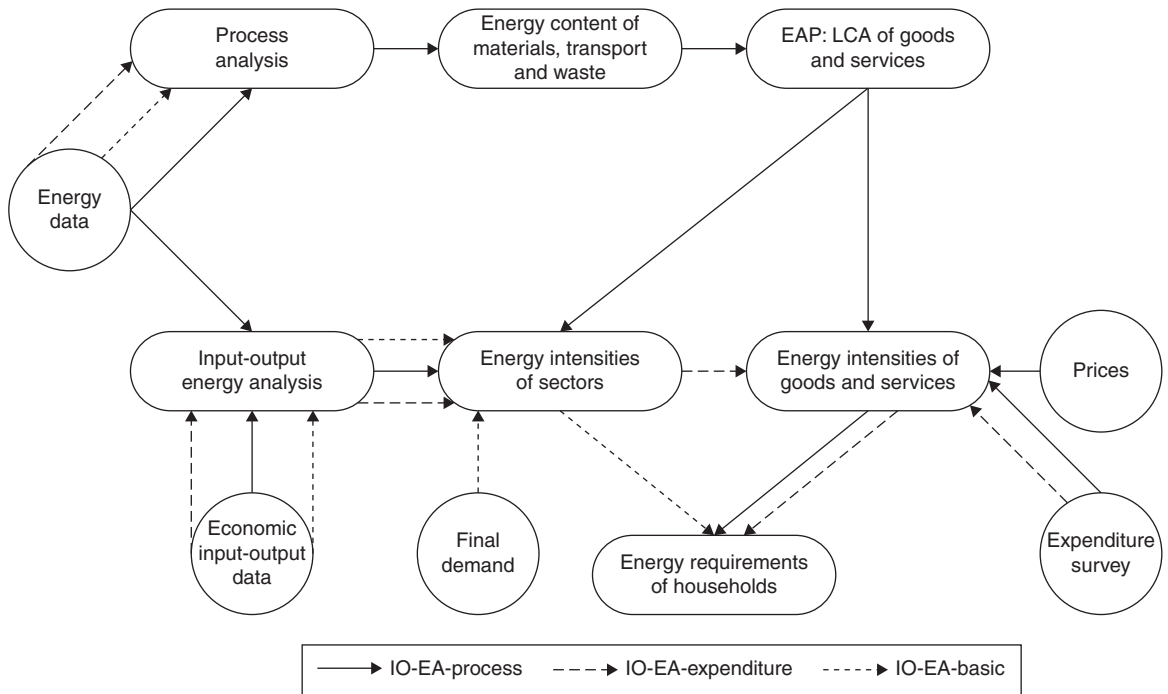 Process
analysis
Energy content of
materials, transport
and waste
EAP: LCA of goods
and services
Energy
data
Input-output
energy analysis
Energy intensities
of sectors
Energy intensities of
goods and services
Prices
Economic
input-output
data
Final
demand
Energy requirements
of households
Expenditure
survey
IO-EA-process
IO-EA-expenditure
IO-EA-basic